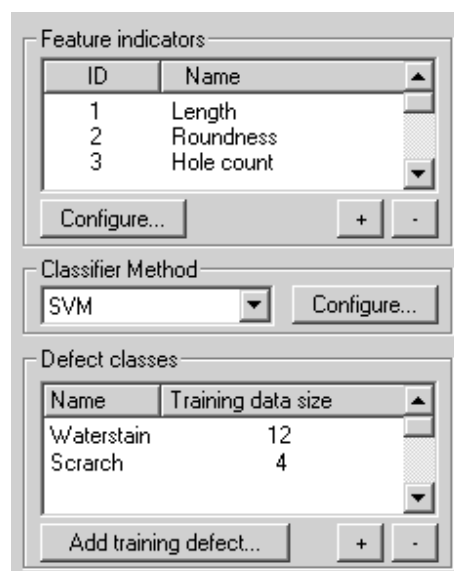 Feature indicators
ID Name
1 Length
2 Roundness
3 Hole count
Configure... + -
Classifier Method
SVM Configure...
Defect classes
Name Training data size
Waterstain 12
Scrarch 4
Add training defect... + -